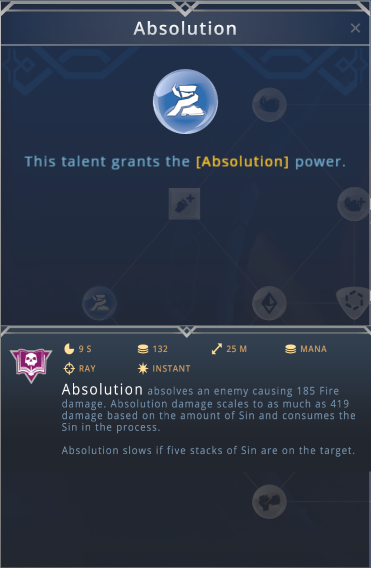 Absolution
This talent grants the [Absolution] power.
9 S
132
25 M
MANA
RAY
INSTANT
Absolution absolves an enemy causing 185 Fire
damage. Absolution damage scales to as much as 419
damage based on the amount of Sin and consumes the
Sin in the process.
Absolution slows if five stacks of Sin are on the target.